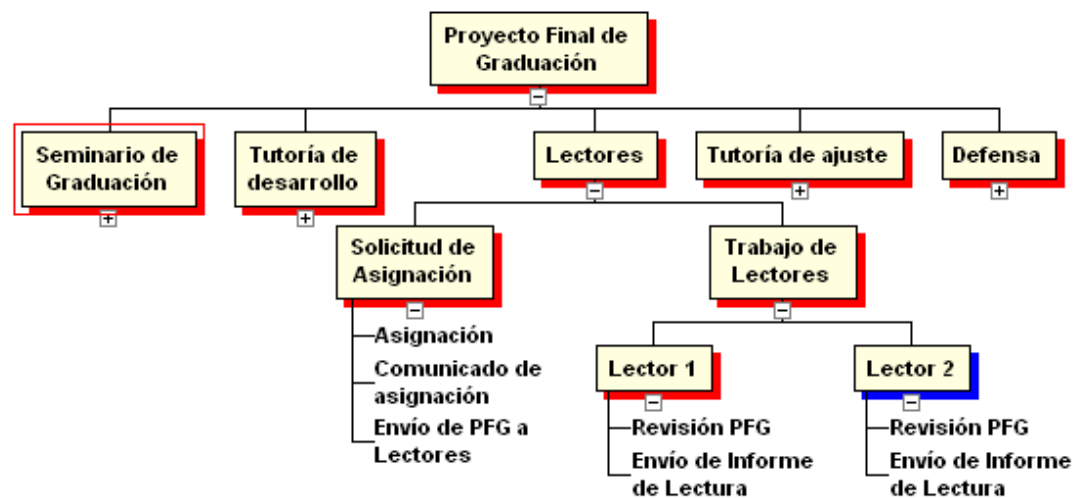 Proyecto Final de
Graduación
Seminario de
Graduación
Tutoría de
desarrollo
Lectores
Tutoría de ajuste
Defensa
Solicitud de
Asignación
Trabajo de
Lectores
Asignación
Comunicado de
asignación
Envío de PFG a
Lectores
Lector 1
Lector 2
Revisión PFG
Envío de Informe
de Lectura
Revisión PFG
Envío de Informe
de Lectura